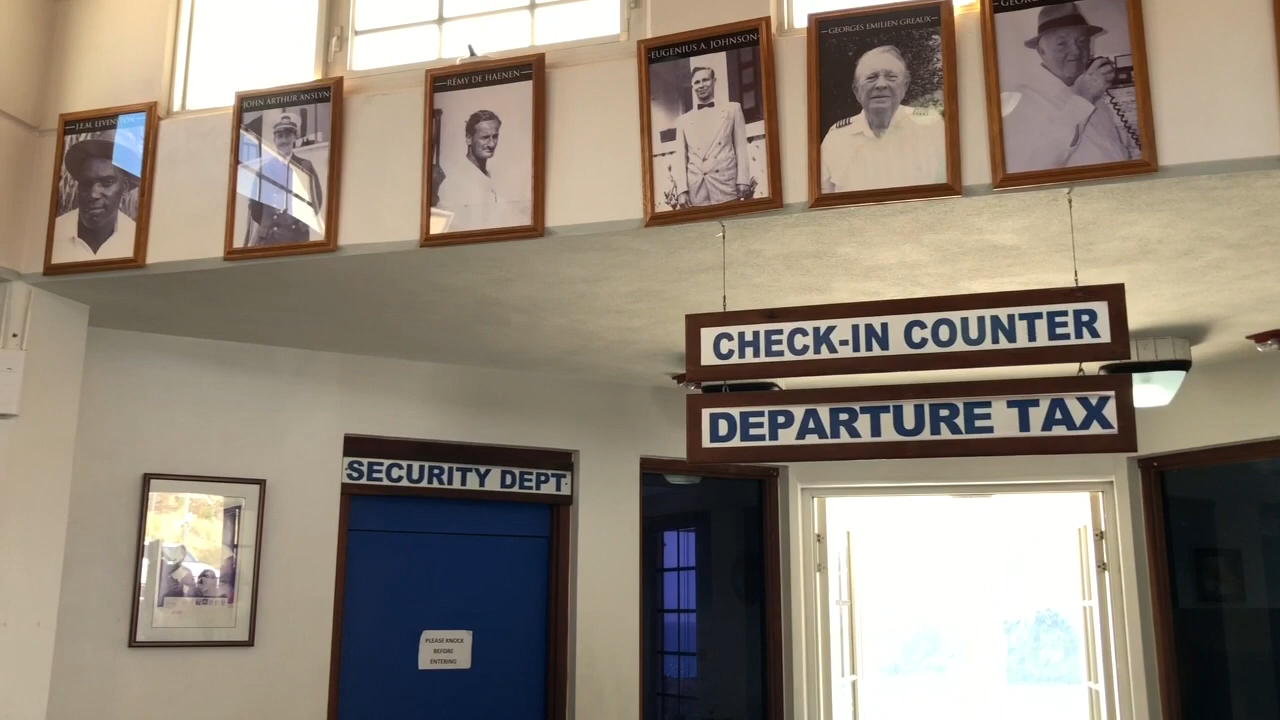 J.E.M. LEVENSTON
JOHN ARTHUR ANSLYN
RÉMY DE HAENEN
EUGENIUS A. JOHNSON
GEORGES EMILIEN GREAUX
CHECK-IN COUNTER
DEPARTURE TAX
SECURITY DEPT.
PLEASE KNOCK
BEFORE
ENTERING